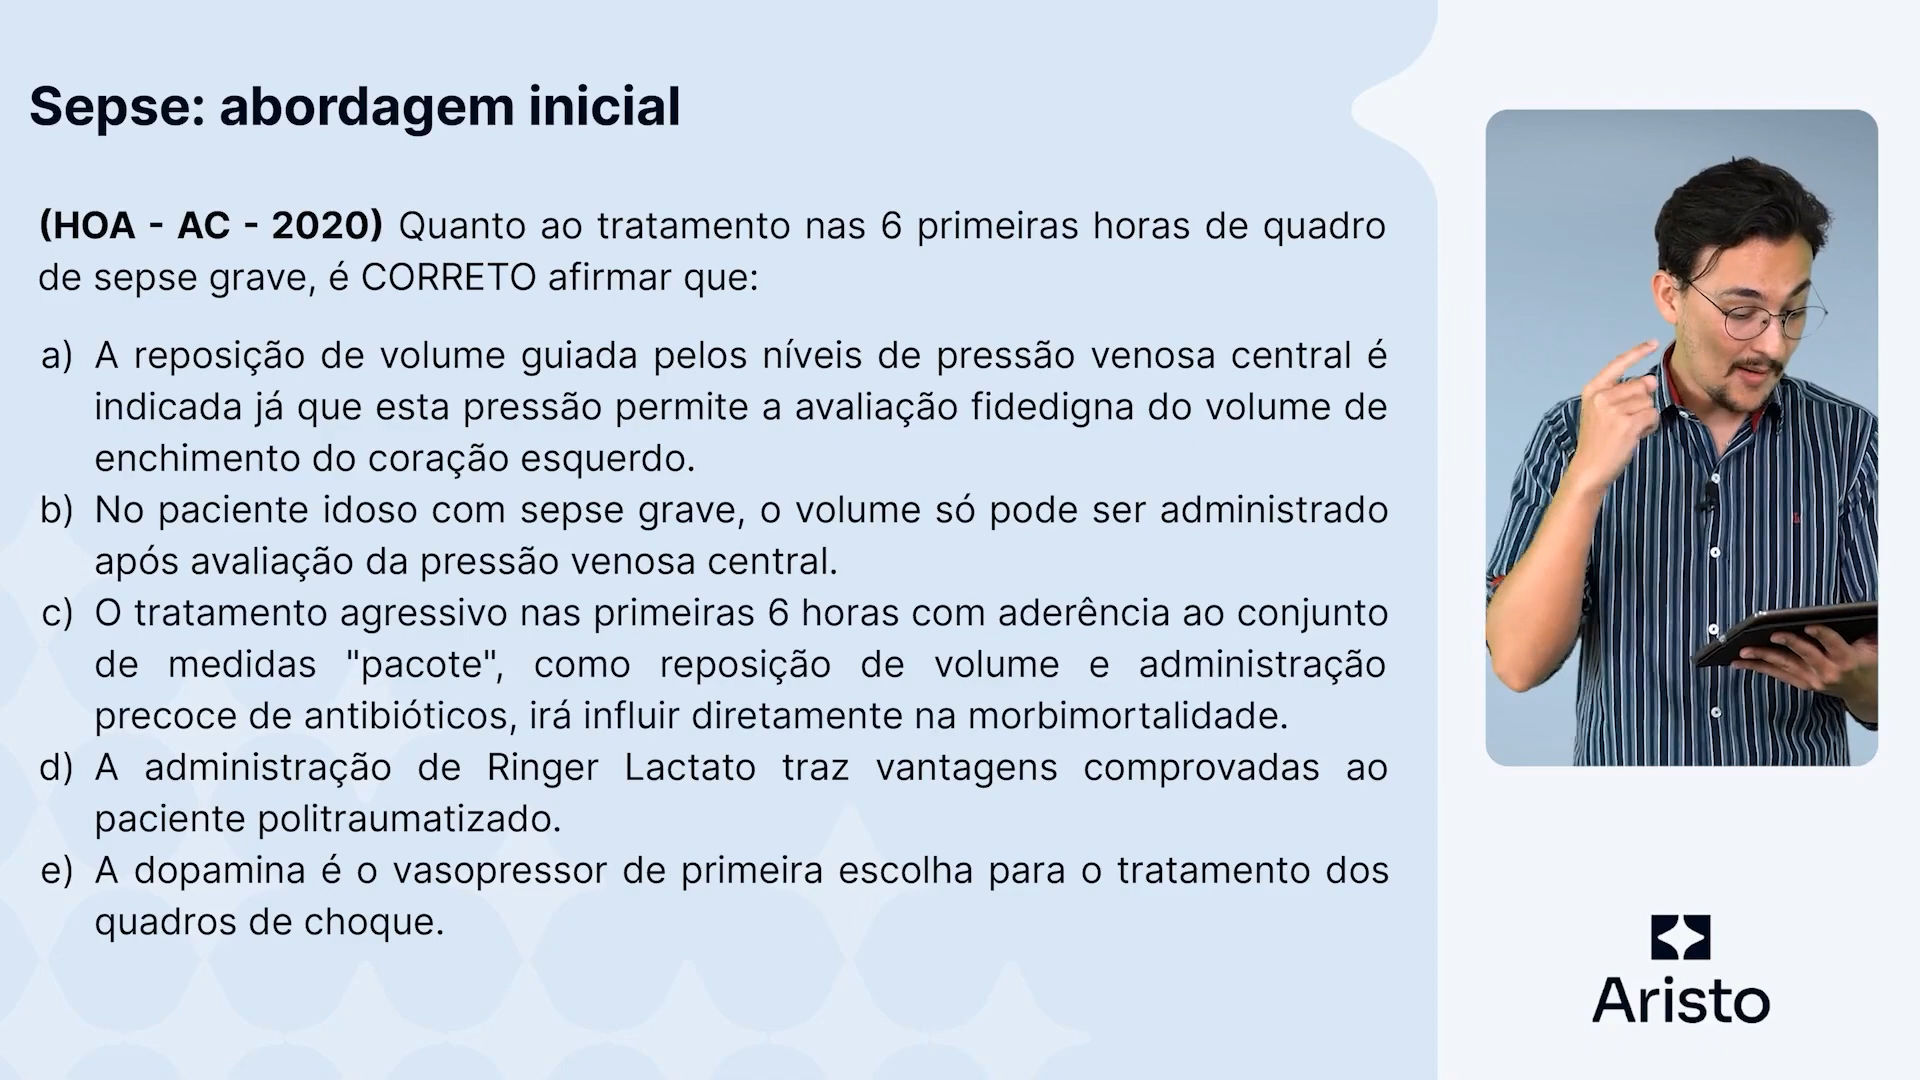 Sepse: abordagem inicial
(HOA - AC - 2020) Quanto ao tratamento nas 6 primeiras horas de quadro
de sepse grave, é CORRETO afirmar que:
a) A reposição de volume guiada pelos níveis de pressão venosa central é
indicada já que esta pressão permite a avaliação fidedigna do volume de
enchimento do coração esquerdo.
b) No paciente idoso com sepse grave, o volume só pode ser administrado
após avaliação da pressão venosa central.
c) O tratamento agressivo nas primeiras 6 horas com aderência ao conjunto
de medidas "pacote", como reposição de volume e administração
precoce de antibióticos, irá influir diretamente na morbimortalidade.
d) A administração de Ringer Lactato traz vantagens comprovadas ao
paciente politraumatizado.
e) A dopamina é o vasopressor de primeira escolha para o tratamento dos
quadros de choque.
Aristo